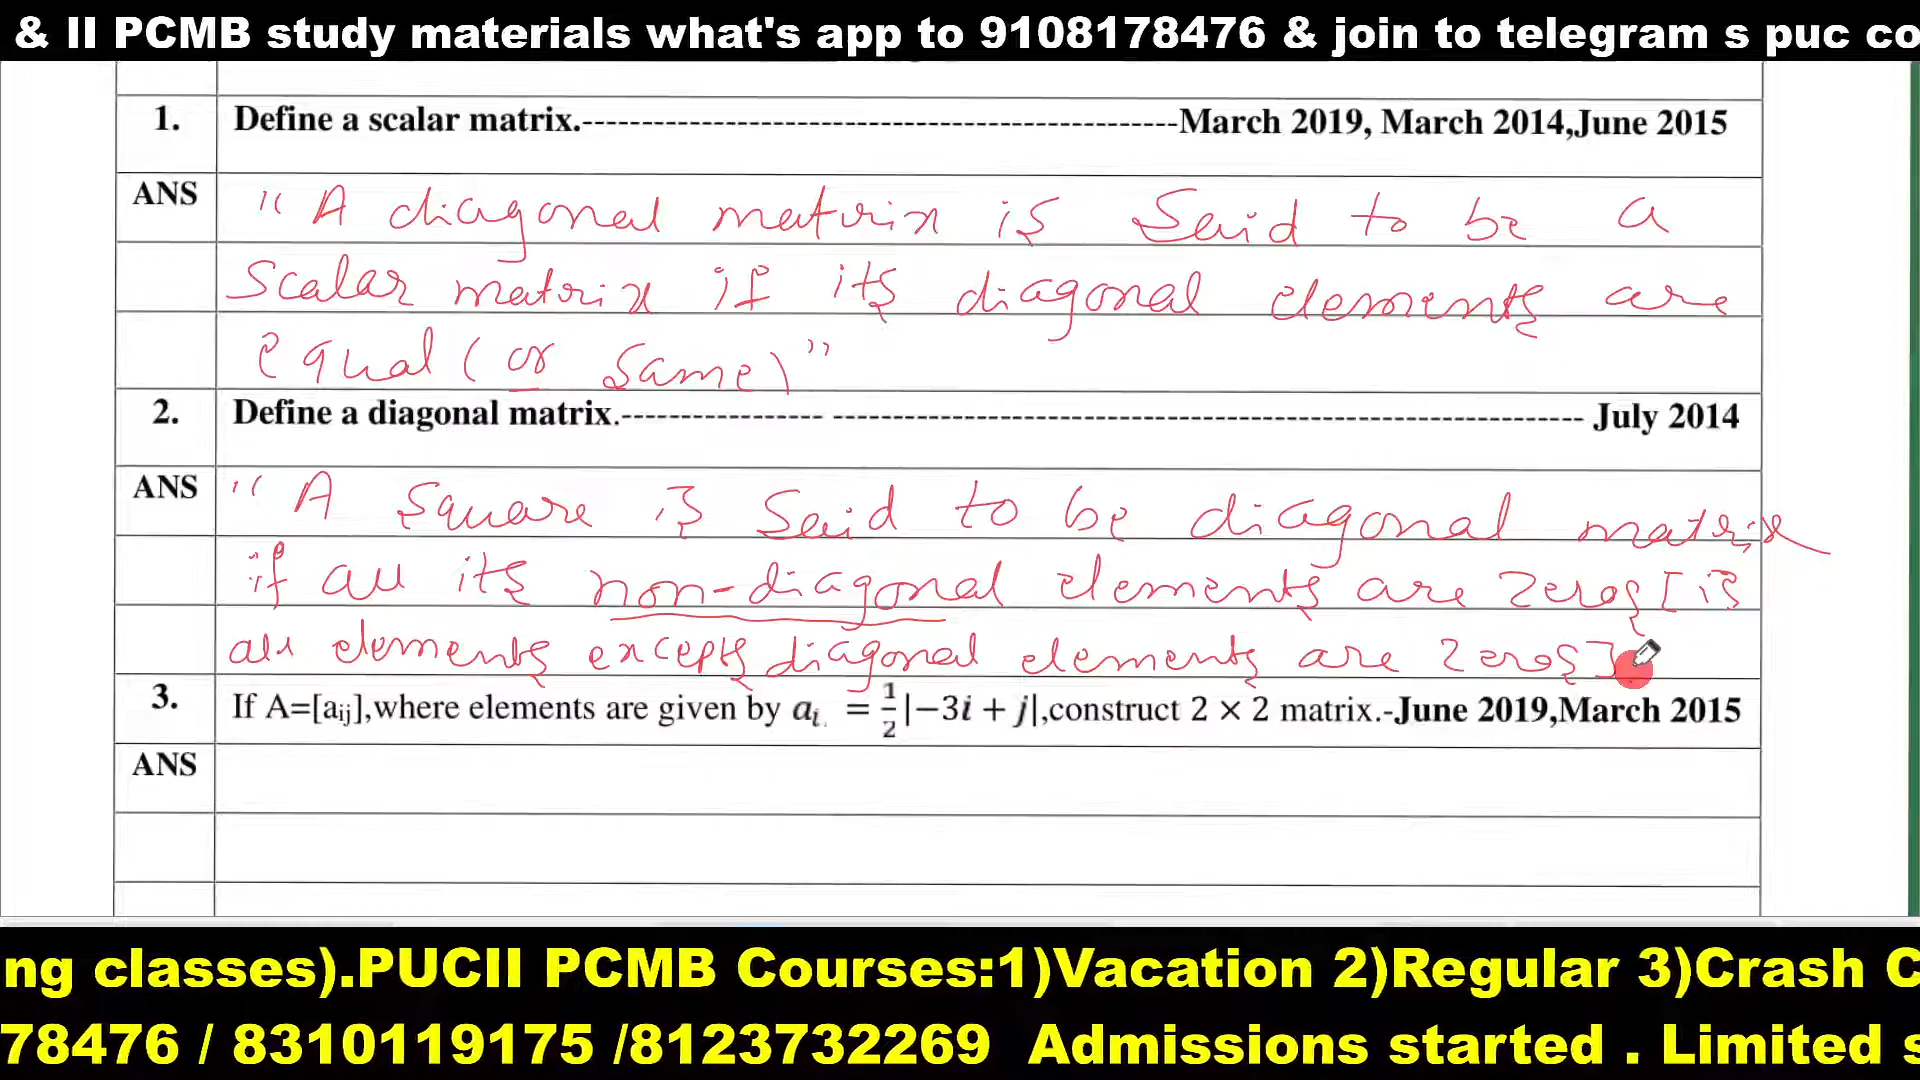 & II PCMB study materials what's app to 9108178476 & join to telegram s puc co
1. Define a scalar matrix.-------------------------------------------------March 2019, March 2014,June 2015
ANS "A diagonal matrix is said to be a
scalar matrix if its diagonal elements are
equal (or same)"
2. Define a diagonal matrix.----------------- --------------------------------------------------------------- July 2014
ANS "A square is said to be diagonal matrix
if all its non-diagonal elements are zeros [ie
all elements excepts diagonal elements are zeros]
3. If A=[aij],where elements are given by ai = 1/2|−3i + j|,construct 2 × 2 matrix.-June 2019,March 2015
ANS
ng classes).PUCII PCMB Courses:1)Vacation 2)Regular 3)Crash C
78476 / 8310119175 /8123732269 Admissions started . Limited s